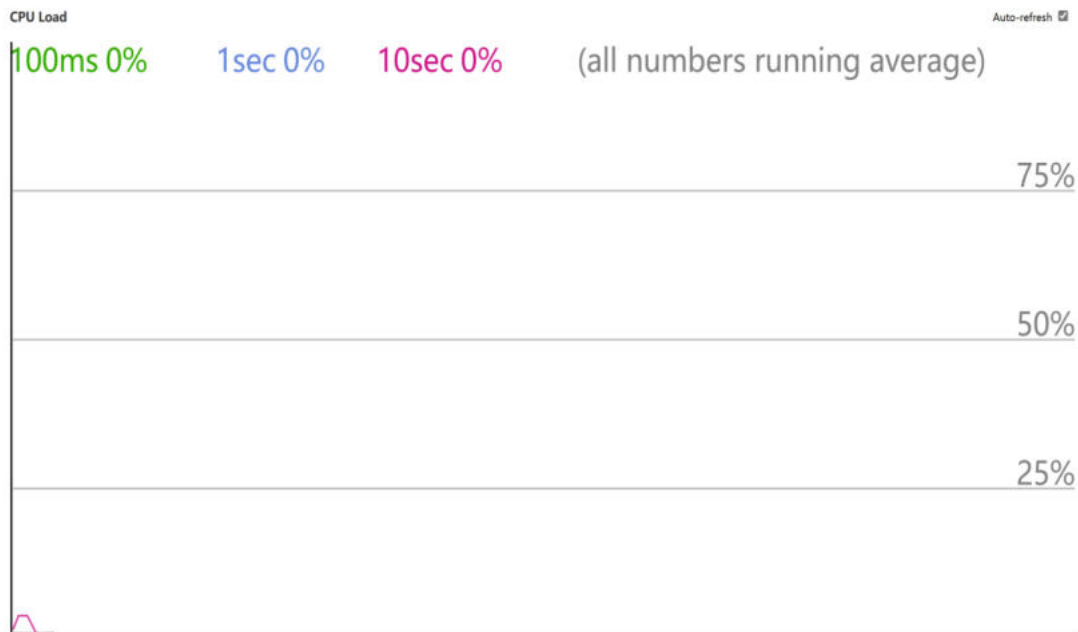 CPU Load
Auto-refresh
100ms 0% 1sec 0% 10sec 0% (all numbers running average)
75%
50%
25%